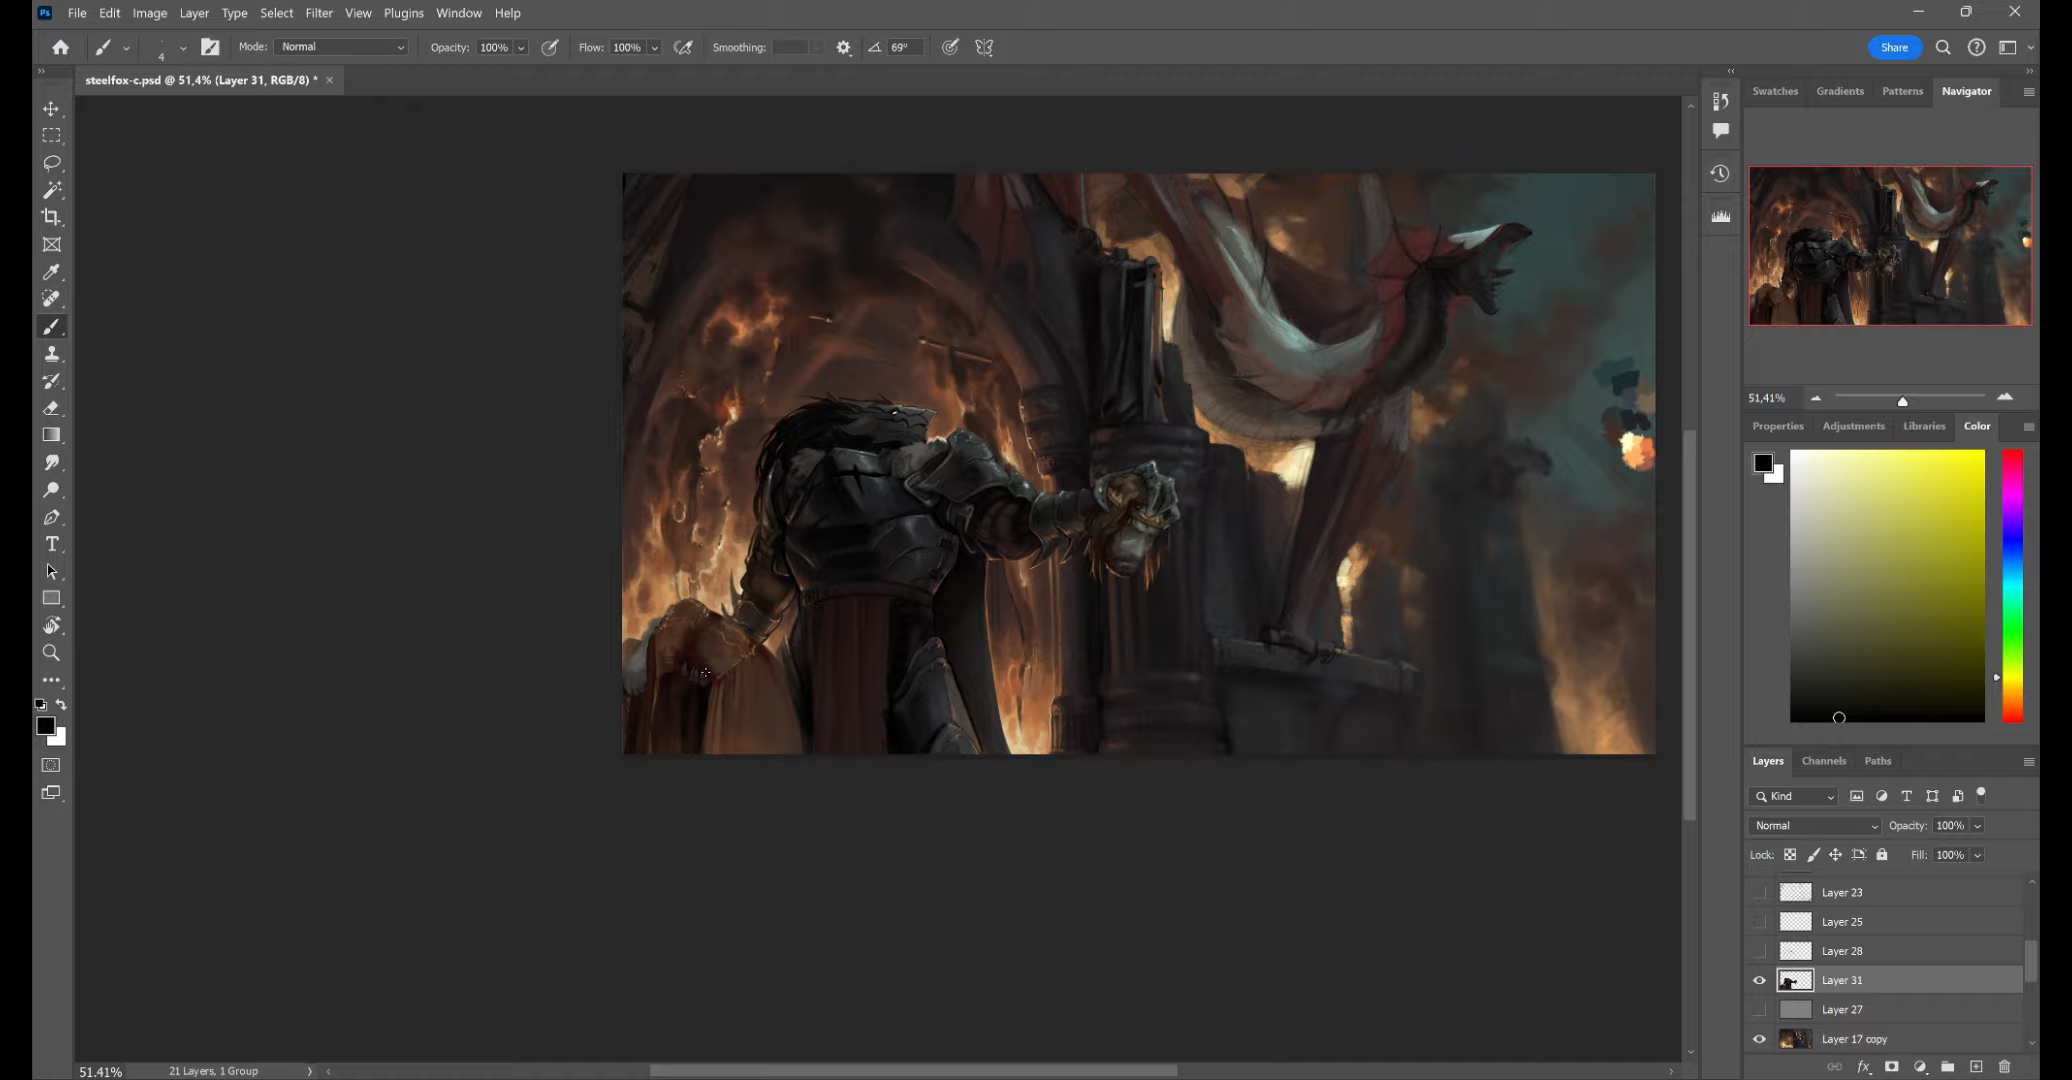 Ps File Edit Image Layer Type Select Filter View Plugins Window Help
4 Mode: Normal Opacity: 100% Flow: 100% Smoothing: 69° Share
steelfox-c.psd @ 51,4% (Layer 31, RGB/8) *
Swatches Gradients Patterns Navigator
51,41%
Properties Adjustments Libraries Color
Layers Channels Paths
Kind
Normal Opacity: 100%
Lock: Fill: 100%
Layer 23
Layer 25
Layer 28
Layer 31
Layer 27
Layer 17 copy
51.41% 21 Layers, 1 Group